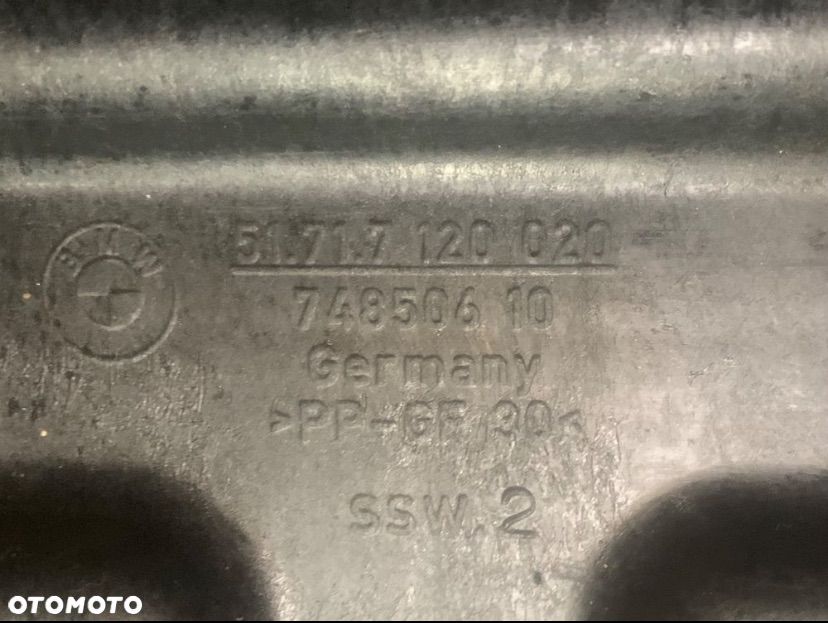 BMW
51.71.7 120 020
748506 10
Germany
>PP-GF 30<
SSW. 2
OTOMOTO